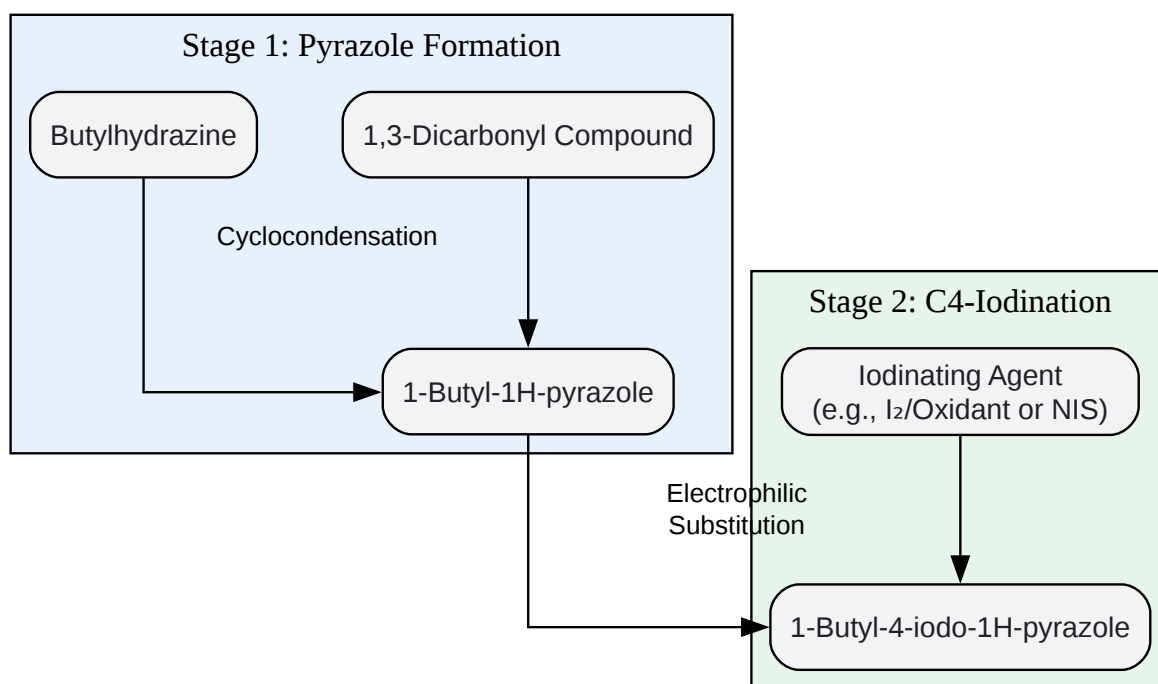 Stage 1: Pyrazole Formation
Butylhydrazine
1,3-Dicarbonyl Compound
Cyclocondensation
1-Butyl-1H-pyrazole
Stage 2: C4-Iodination
Iodinating Agent
(e.g., I₂/Oxidant or NIS)
Electrophilic
Substitution
1-Butyl-4-iodo-1H-pyrazole